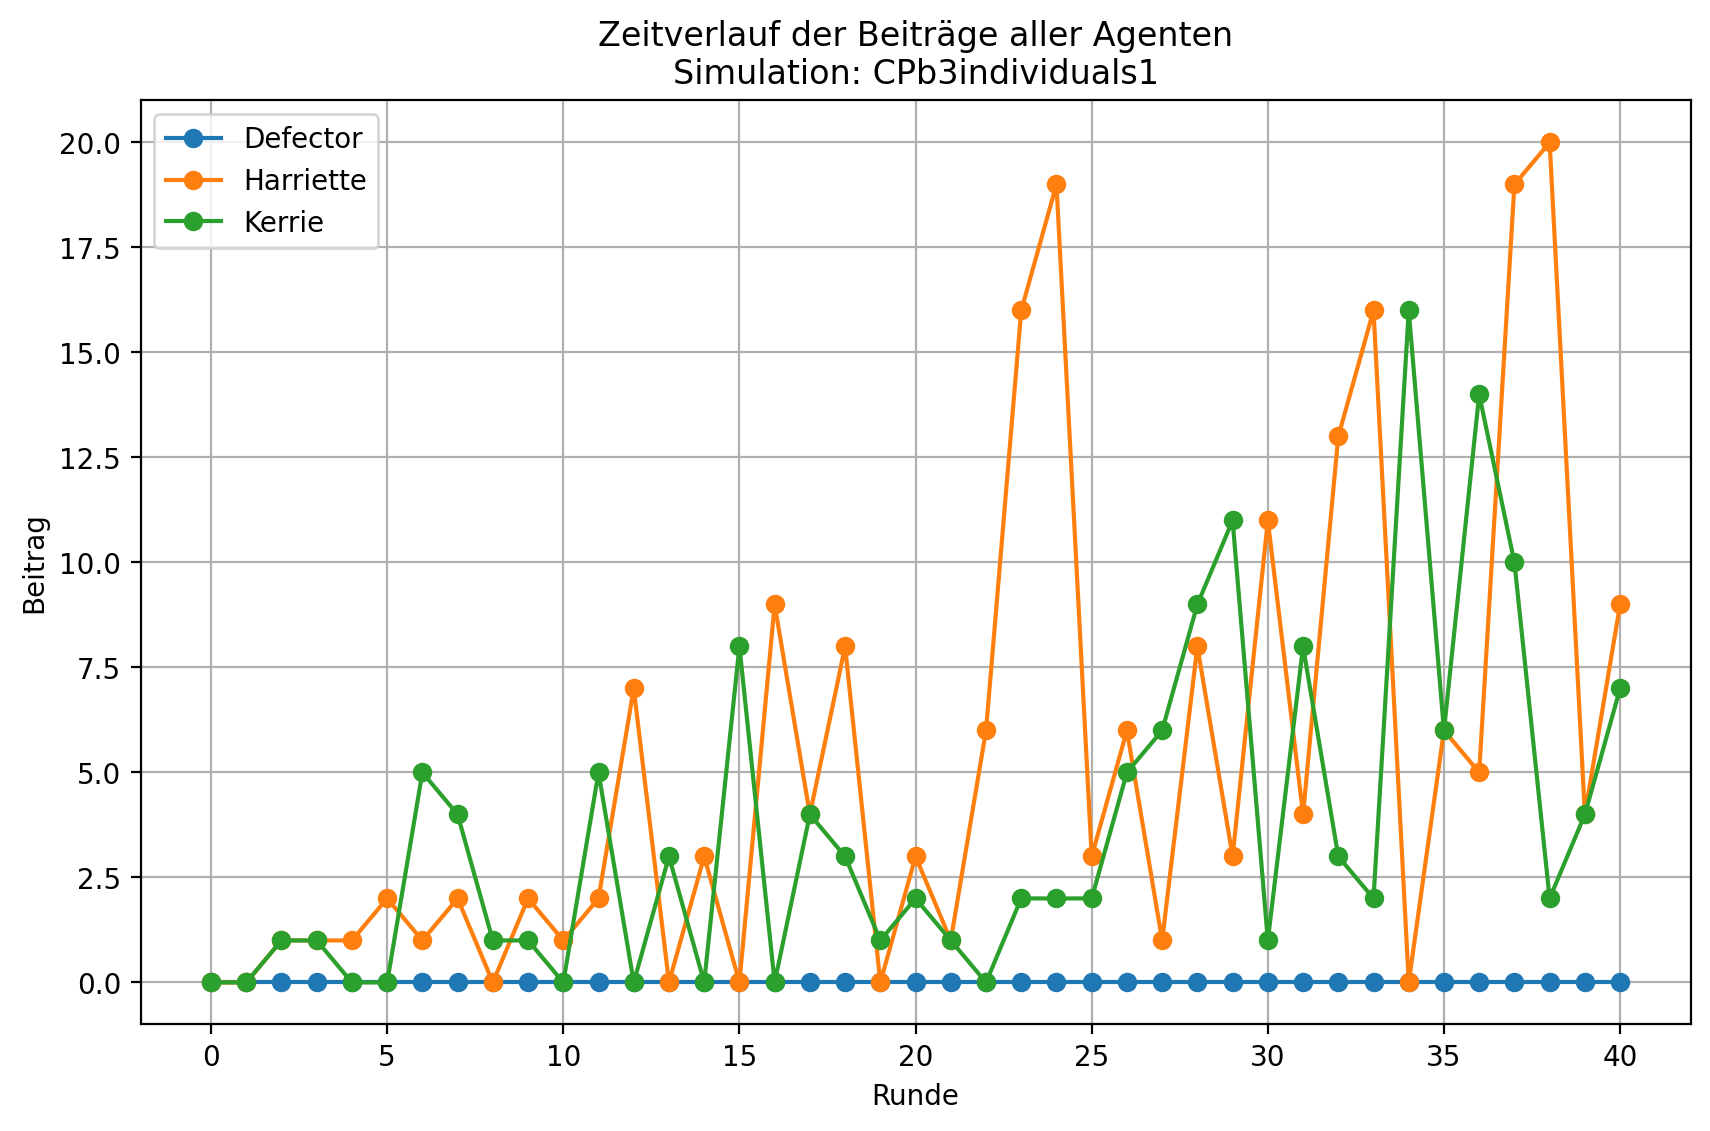 Zeitverlauf der Beiträge aller Agenten
Simulation: CPb3individuals1
Defector
Harriette
Kerrie
20.0
17.5
15.0
12.5
10.0
7.5
5.0
2.5
0.0
Beitrag
0 5 10 15 20 25 30 35 40
Runde